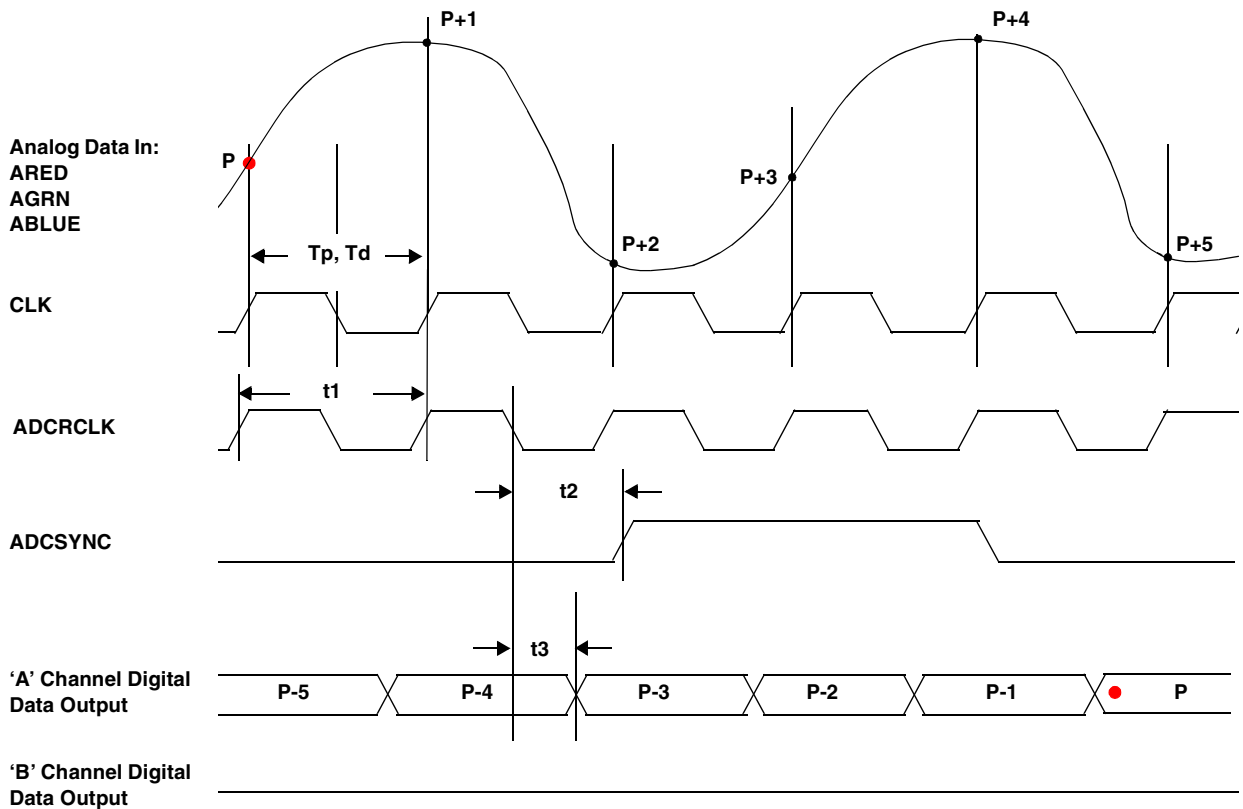 P+1
P+4
Analog Data In:
ARED
AGRN
ABLUE
P
P+3
P+2
P+5
Tp, Td
CLK
t1
ADCRCLK
t2
ADCSYNC
t3
‘A’ Channel Digital
Data Output
P-5
P-4
P-3
P-2
P-1
P
‘B’ Channel Digital
Data Output